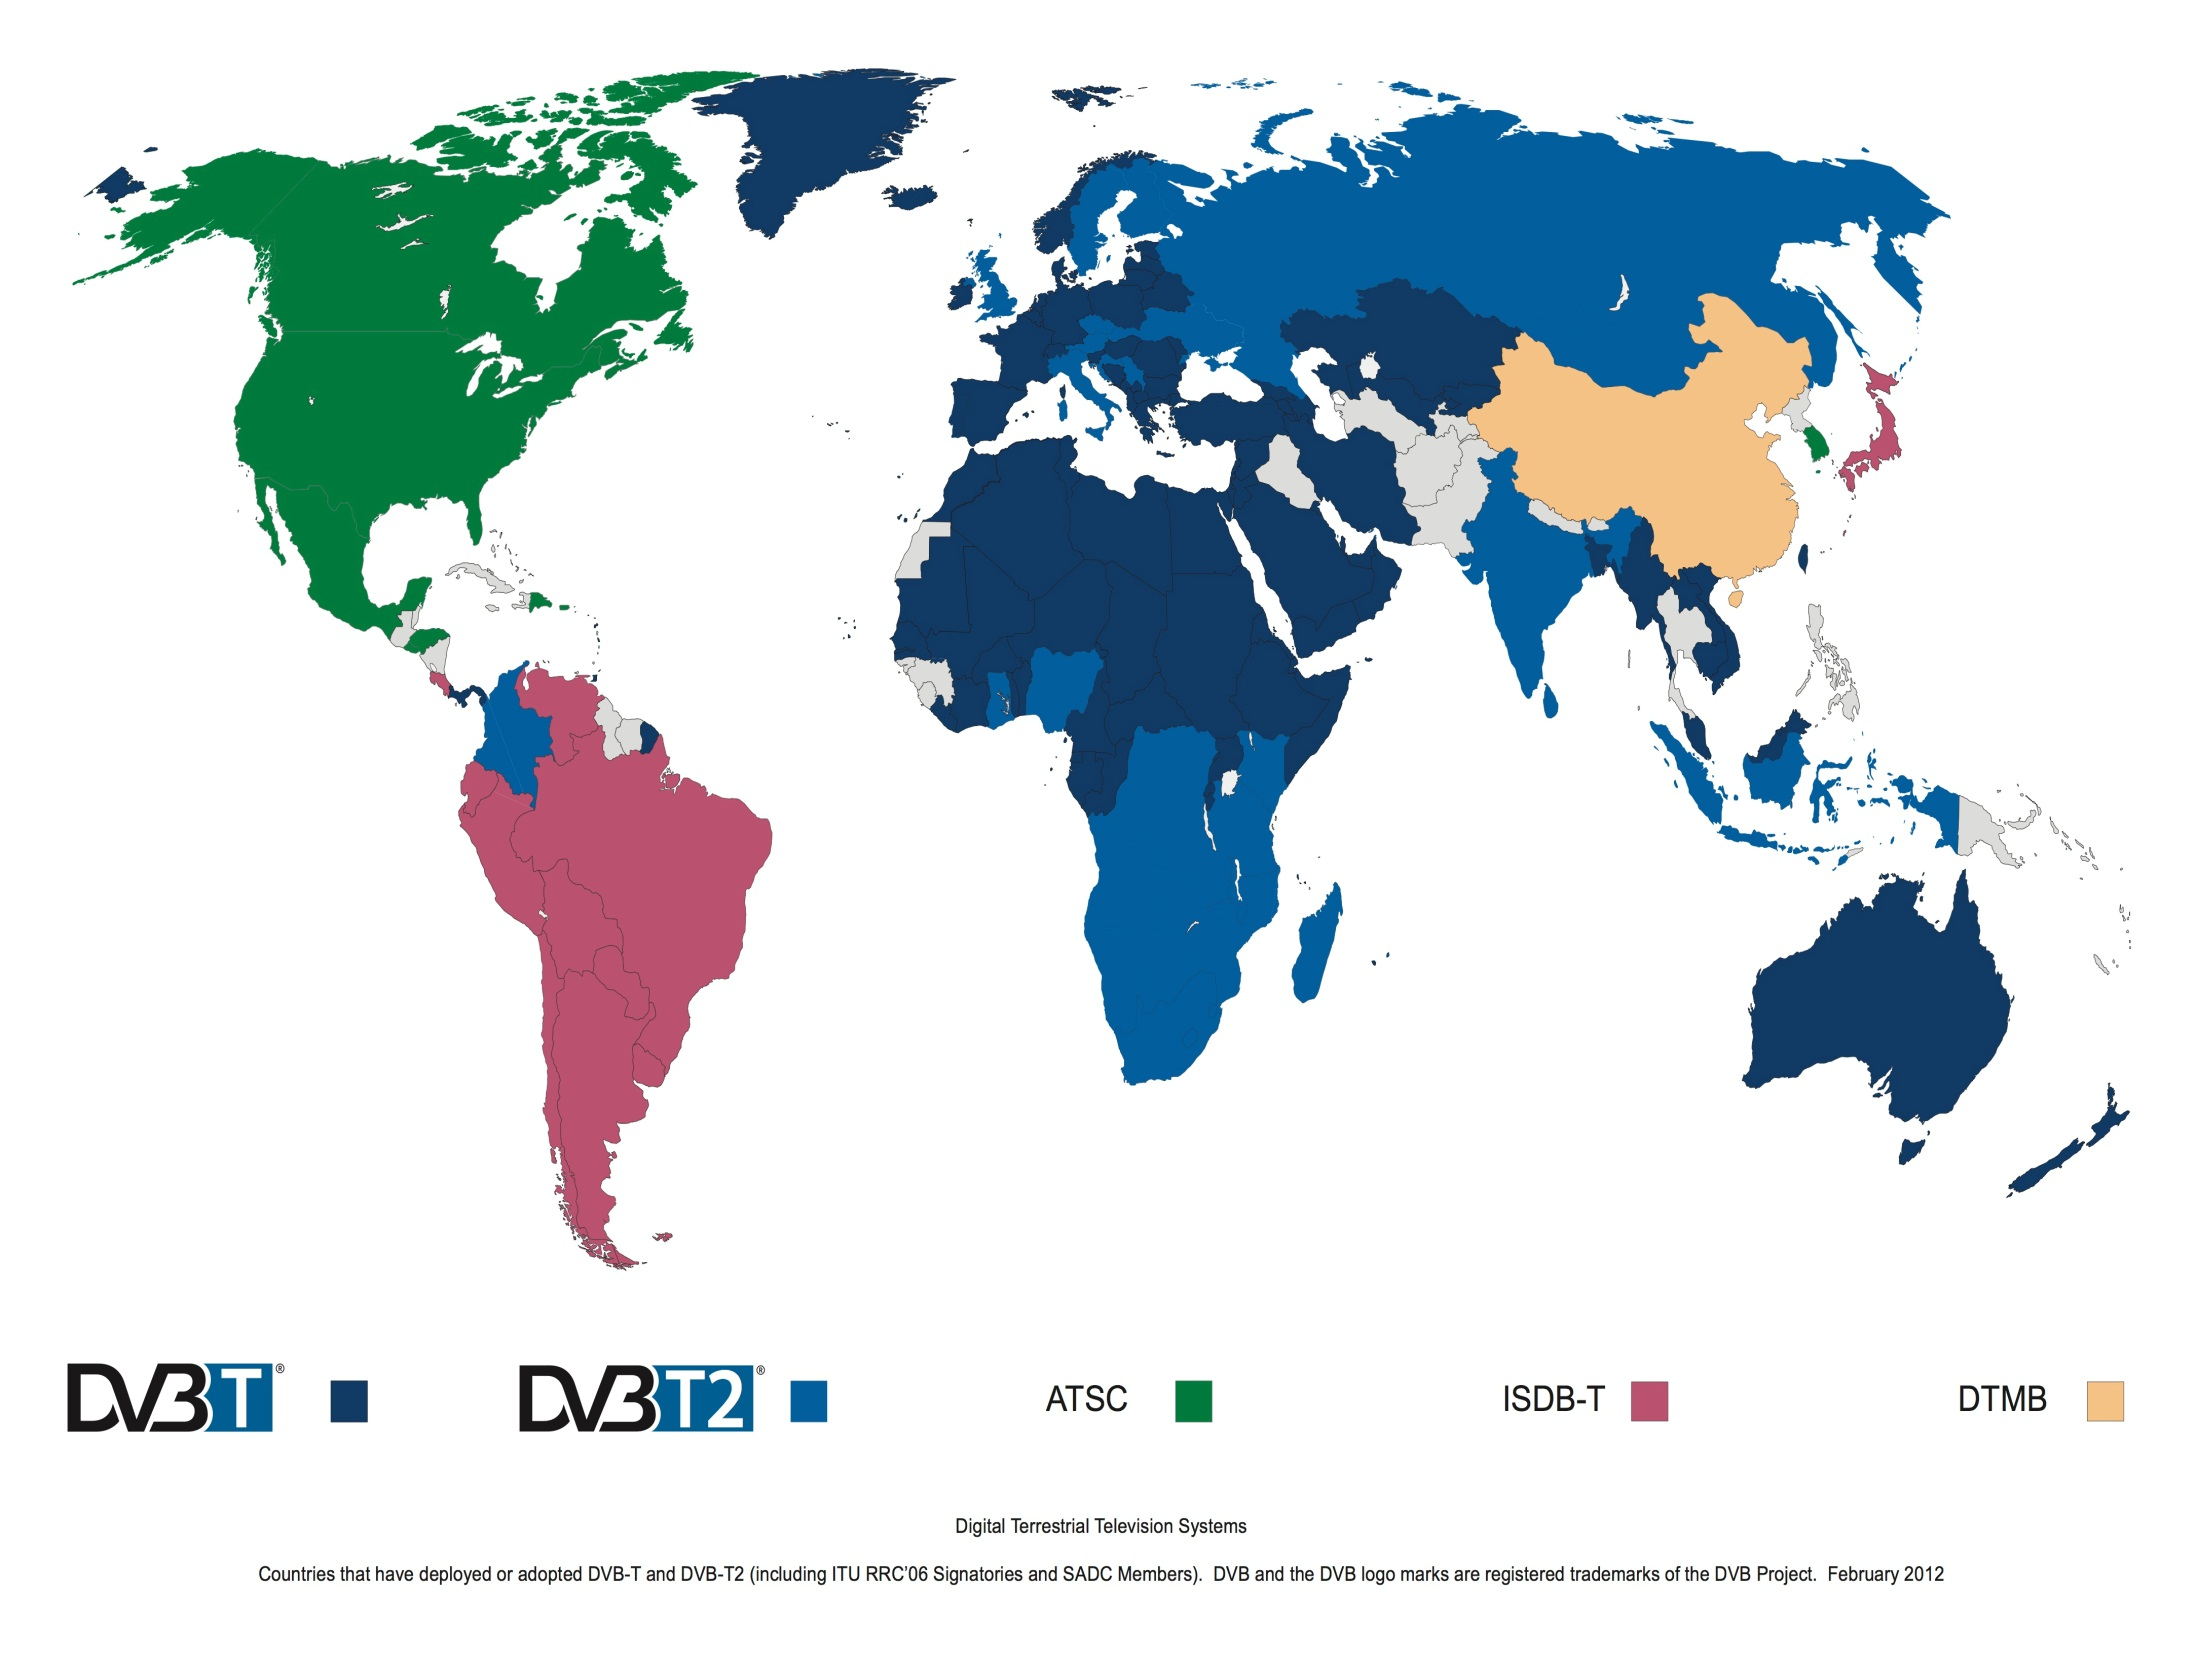 DVB T ®
DVB T2 ®
ATSC
ISDB-T
DTMB
Digital Terrestrial Television Systems
Countries that have deployed or adopted DVB-T and DVB-T2 (including ITU RRC’06 Signatories and SADC Members).  DVB and the DVB logo marks are registered trademarks of the DVB Project.  February 2012